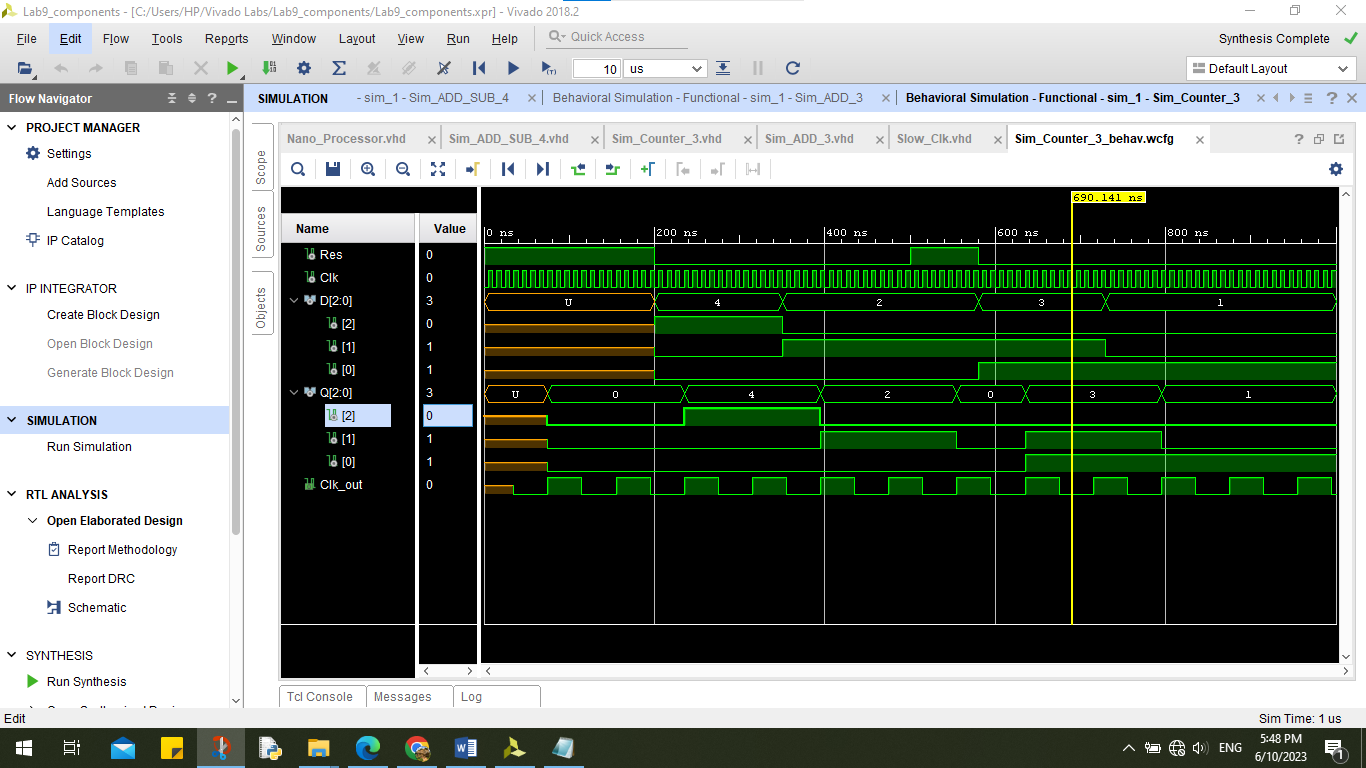 Lab9_components - [C:/Users/HP/Vivado Labs/Lab9_components/Lab9_components.xpr] - Vivado 2018.2
File Edit Flow Tools Reports Window Layout View Run Help Quick Access
Synthesis Complete
10 us
Default Layout
Flow Navigator
SIMULATION - sim_1 - Sim_ADD_SUB_4 Behavioral Simulation - Functional - sim_1 - Sim_ADD_3 Behavioral Simulation - Functional - sim_1 - Sim_Counter_3
PROJECT MANAGER
Settings
Add Sources
Language Templates
IP Catalog
IP INTEGRATOR
Create Block Design
Open Block Design
Generate Block Design
SIMULATION
Run Simulation
RTL ANALYSIS
Open Elaborated Design
Report Methodology
Report DRC
Schematic
SYNTHESIS
Run Synthesis
Scope
Sources
Objects
Nano_Processor.vhd Sim_ADD_SUB_4.vhd Sim_Counter_3.vhd Sim_ADD_3.vhd Slow_Clk.vhd Sim_Counter_3_behav.wcfg
690.141 ns
Name Value
0 ns 200 ns 400 ns 600 ns 800 ns
Res 0
Clk 0
D[2:0] 3 U 4 2 3 1
[2] 0
[1] 1
[0] 1
Q[2:0] 3 U 0 4 2 0 3 1
[2] 0
[1] 1
[0] 1
Clk_out 0
Tcl Console Messages Log
Edit
Sim Time: 1 us
ENG
5:48 PM
6/10/2023
1